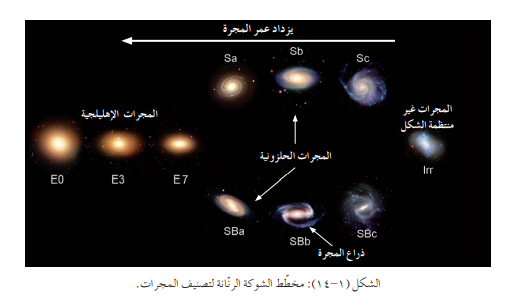 يزداد عمر المجرة
Sa
Sb
Sc
المجرات الإهليلجية
المجرات غير
منتظمة الشكل
المجرات الحلزونية
E0
E3
E7
Irr
SBa
SBb
SBc
ذراع المجرة
الشكل (١-١٤): مخطّط الشوكة الرنّانة لتصنيف المجرات.